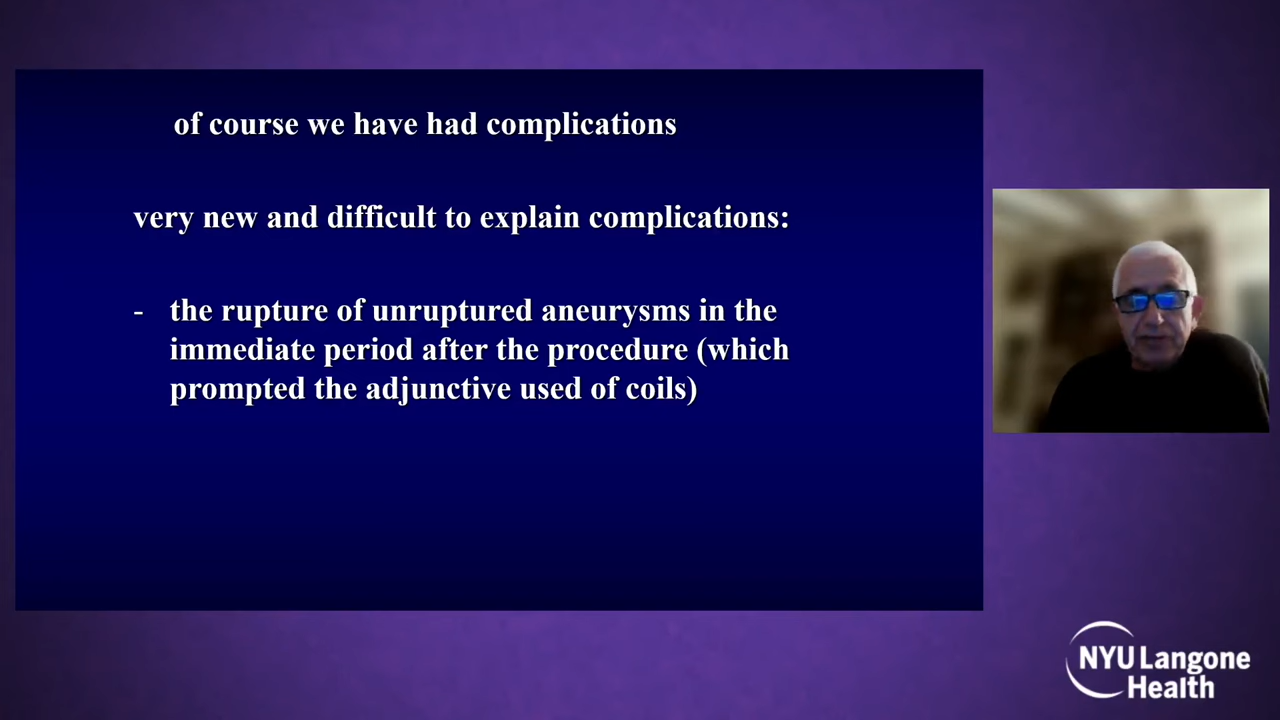 of course we have had complications
very new and difficult to explain complications:
- the rupture of unruptured aneurysms in the
immediate period after the procedure (which
prompted the adjunctive used of coils)
NYU Langone
Health